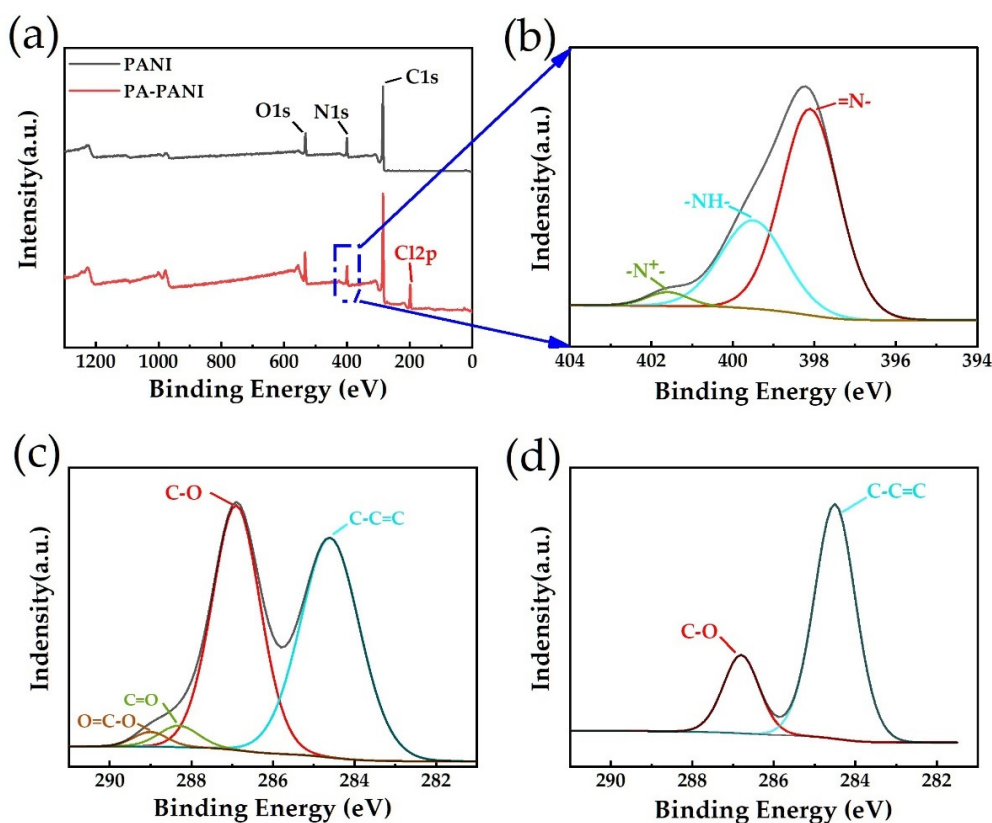 (a)
PANI
PA-PANI
O1s
N1s
C1s
Cl2p
Intensity(a.u.)
1200 1000 800 600 400 200 0
Binding Energy (eV)
(b)
=N-
-NH-
-N+-
Indensity(a.u.)
404 402 400 398 396 394
Binding Energy (eV)
(c)
C-O
C-C=C
C=O
O=C-O
Indensity(a.u.)
290 288 286 284 282
Binding Energy (eV)
(d)
C-C=C
C-O
Indensity(a.u.)
290 288 286 284 282
Binding Energy (eV)